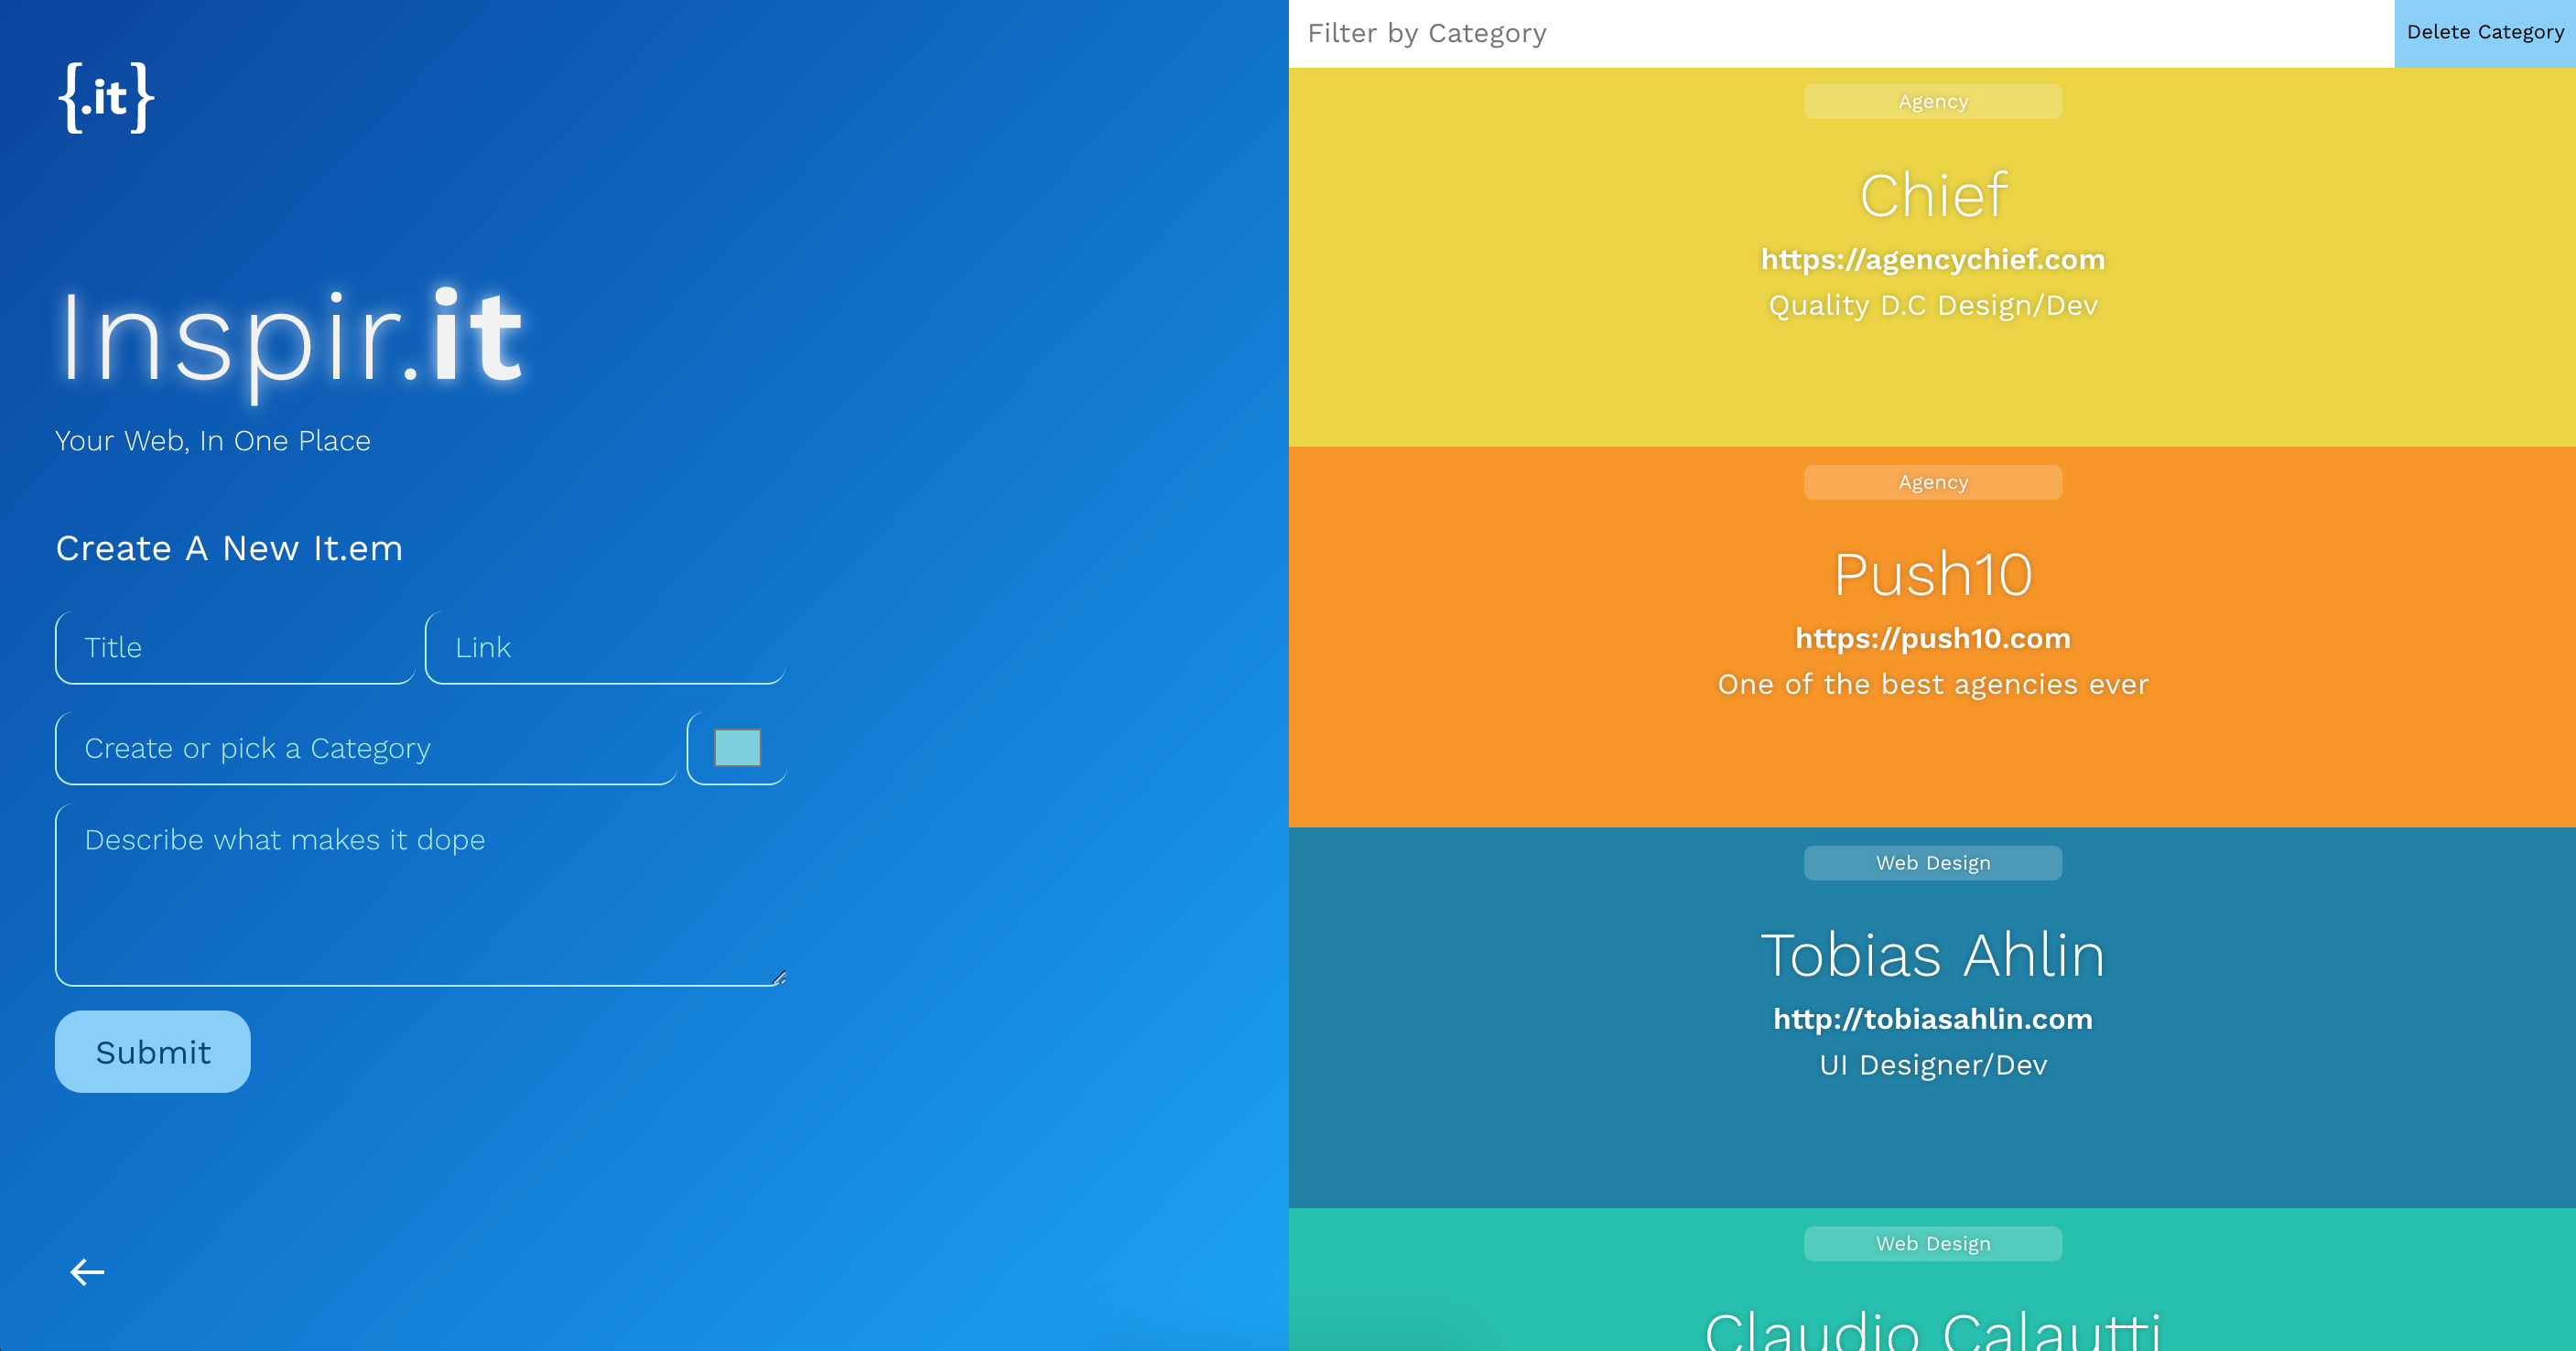 {.it}
Inspir.it
Your Web, In One Place
Create A New It.em
Title
Link
Create or pick a Category
Describe what makes it dope
Submit
Filter by Category
Delete Category
Agency
Chief
https://agencychief.com
Quality D.C Design/Dev
Agency
Push10
https://push10.com
One of the best agencies ever
Web Design
Tobias Ahlin
http://tobiasahlin.com
UI Designer/Dev
Web Design
Claudio Calautti